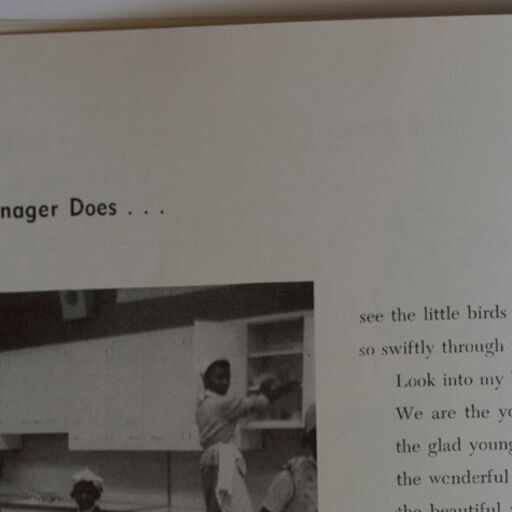 nager Does . . .
see the little birds
so swiftly through
Look into my
We are the yo
the glad young
the wcnderful
the beautiful